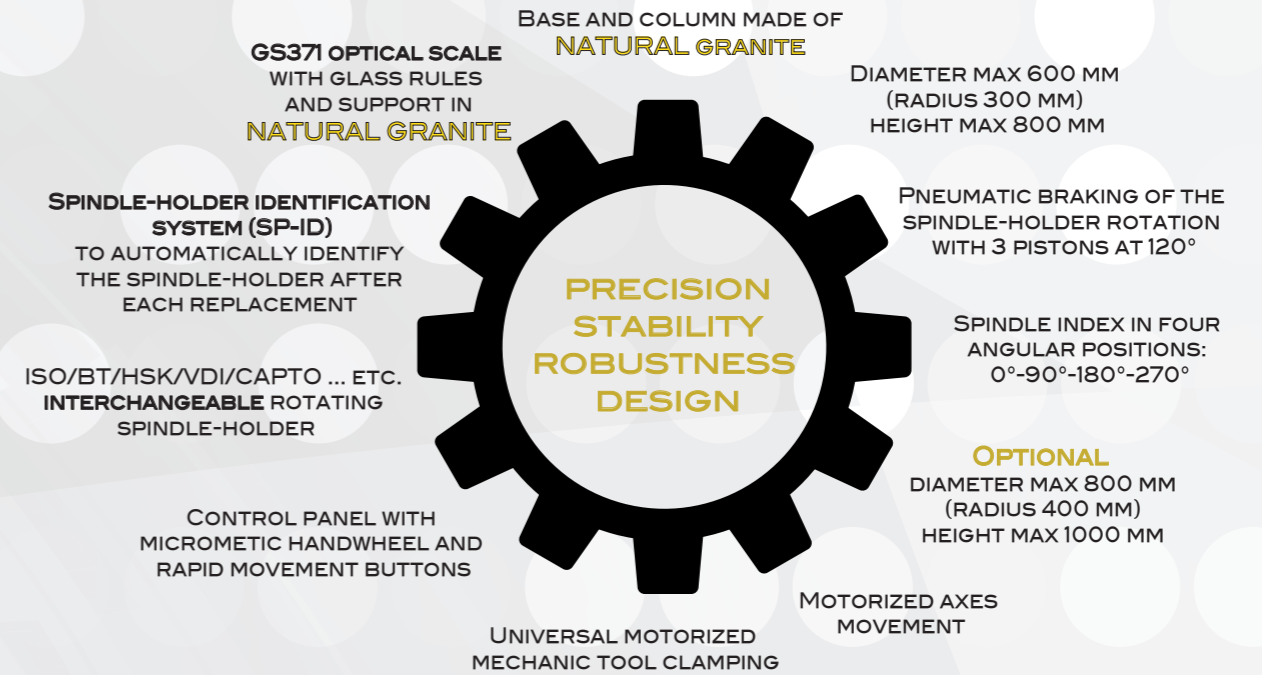 BASE AND COLUMN MADE OF
NATURAL GRANITE
GS371 OPTICAL SCALE
WITH GLASS RULES
AND SUPPORT IN
NATURAL GRANITE
DIAMETER MAX 600 MM
(RADIUS 300 MM)
HEIGHT MAX 800 MM
SPINDLE-HOLDER IDENTIFICATION
SYSTEM (SP-ID)
TO AUTOMATICALLY IDENTIFY
THE SPINDLE-HOLDER AFTER
EACH REPLACEMENT
PNEUMATIC BRAKING OF THE
SPINDLE-HOLDER ROTATION
WITH 3 PISTONS AT 120°
PRECISION
STABILITY
ROBUSTNESS
DESIGN
SPINDLE INDEX IN FOUR
ANGULAR POSITIONS:
0°-90°-180°-270°
ISO/BT/HSK/VDI/CAPTO ... ETC.
INTERCHANGEABLE ROTATING
SPINDLE-HOLDER
OPTIONAL
DIAMETER MAX 800 MM
(RADIUS 400 MM)
HEIGHT MAX 1000 MM
CONTROL PANEL WITH
MICROMETIC HANDWHEEL AND
RAPID MOVEMENT BUTTONS
MOTORIZED AXES
MOVEMENT
UNIVERSAL MOTORIZED
MECHANIC TOOL CLAMPING